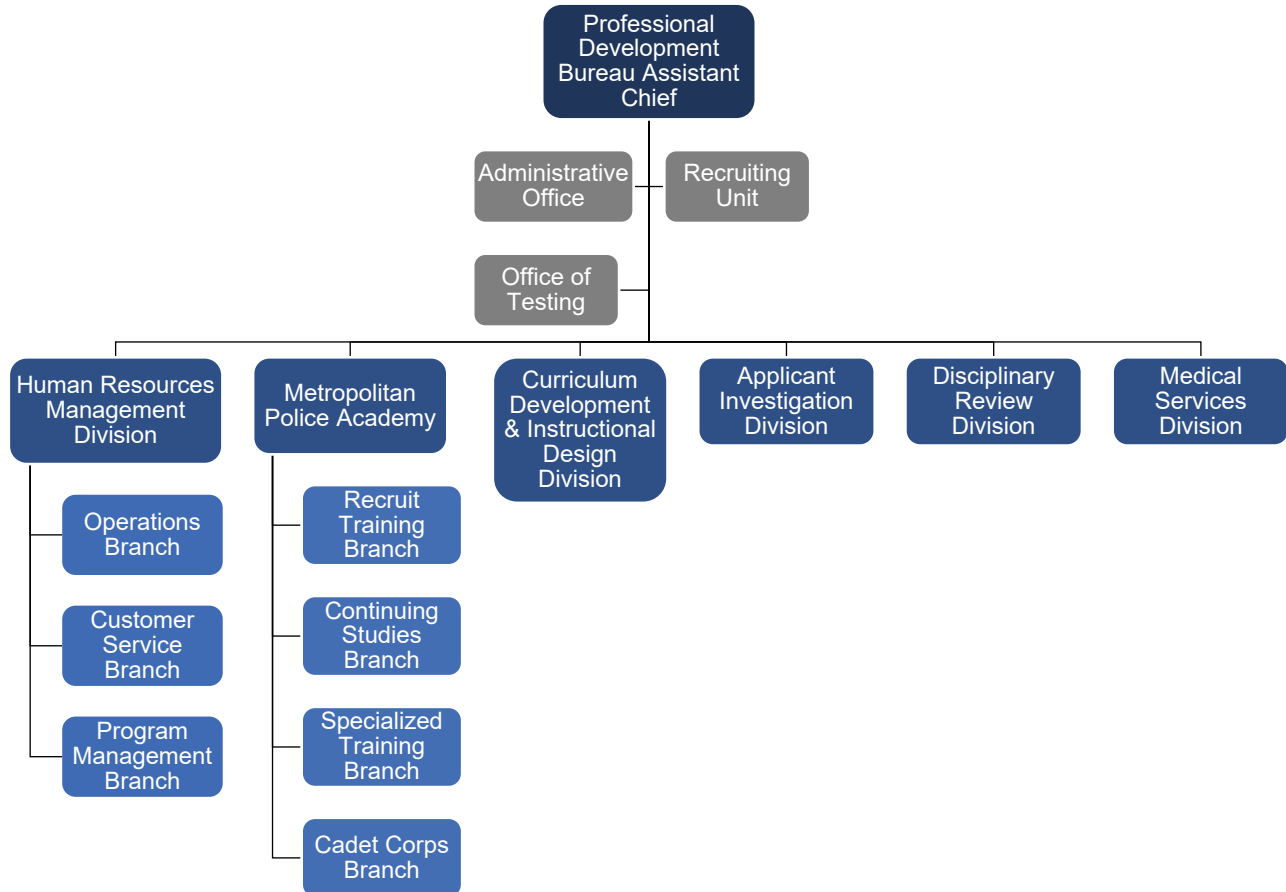 Professional
Development
Bureau Assistant
Chief
Administrative
Office
Recruiting
Unit
Office of
Testing
Human Resources
Management
Division
Metropolitan
Police Academy
Curriculum
Development
& Instructional
Design
Division
Applicant
Investigation
Division
Disciplinary
Review
Division
Medical
Services
Division
Operations
Branch
Customer
Service
Branch
Program
Management
Branch
Recruit
Training
Branch
Continuing
Studies
Branch
Specialized
Training
Branch
Cadet Corps
Branch